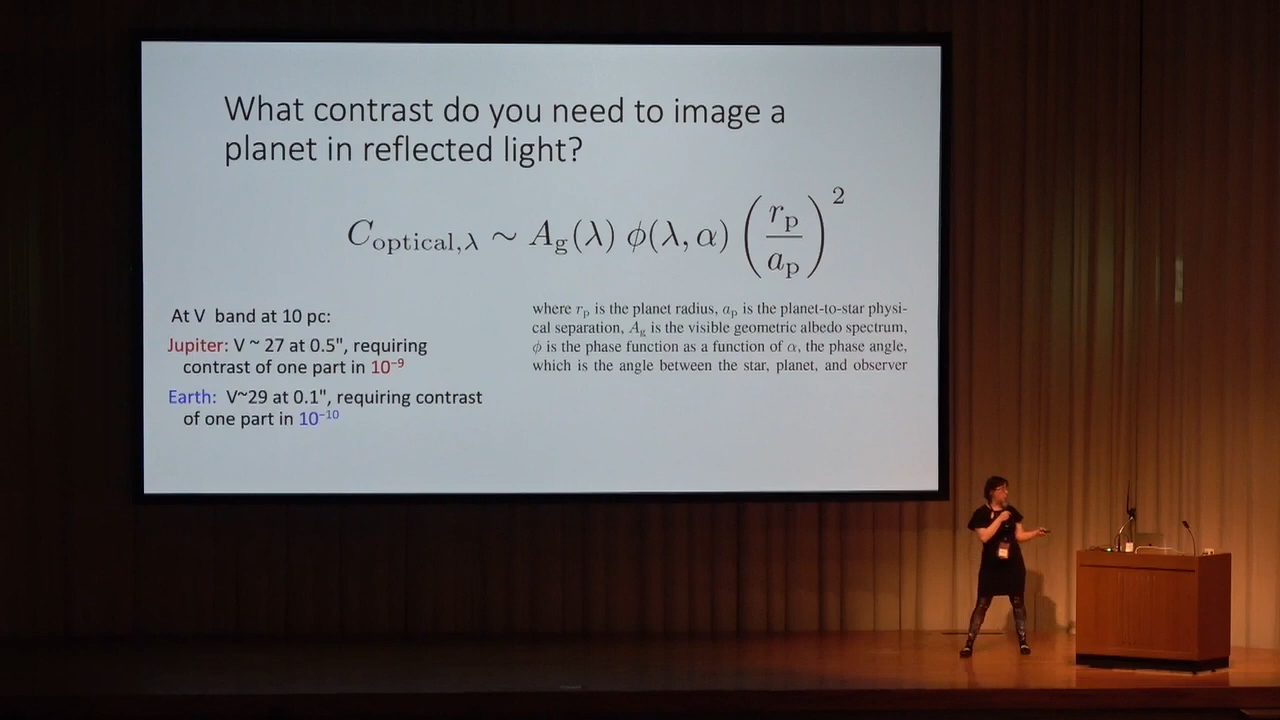 What contrast do you need to image a
planet in reflected light?
C_optical,λ ~ A_g(λ) ϕ(λ, α) (r_p / a_p)^2
At V band at 10 pc:
Jupiter: V ~ 27 at 0.5", requiring
contrast of one part in 10⁻⁹
Earth: V~29 at 0.1", requiring contrast
of one part in 10⁻¹⁰
where r_p is the planet radius, a_p is the planet-to-star physi-
cal separation, A_g is the visible geometric albedo spectrum,
ϕ is the phase function as a function of α, the phase angle,
which is the angle between the star, planet, and observer